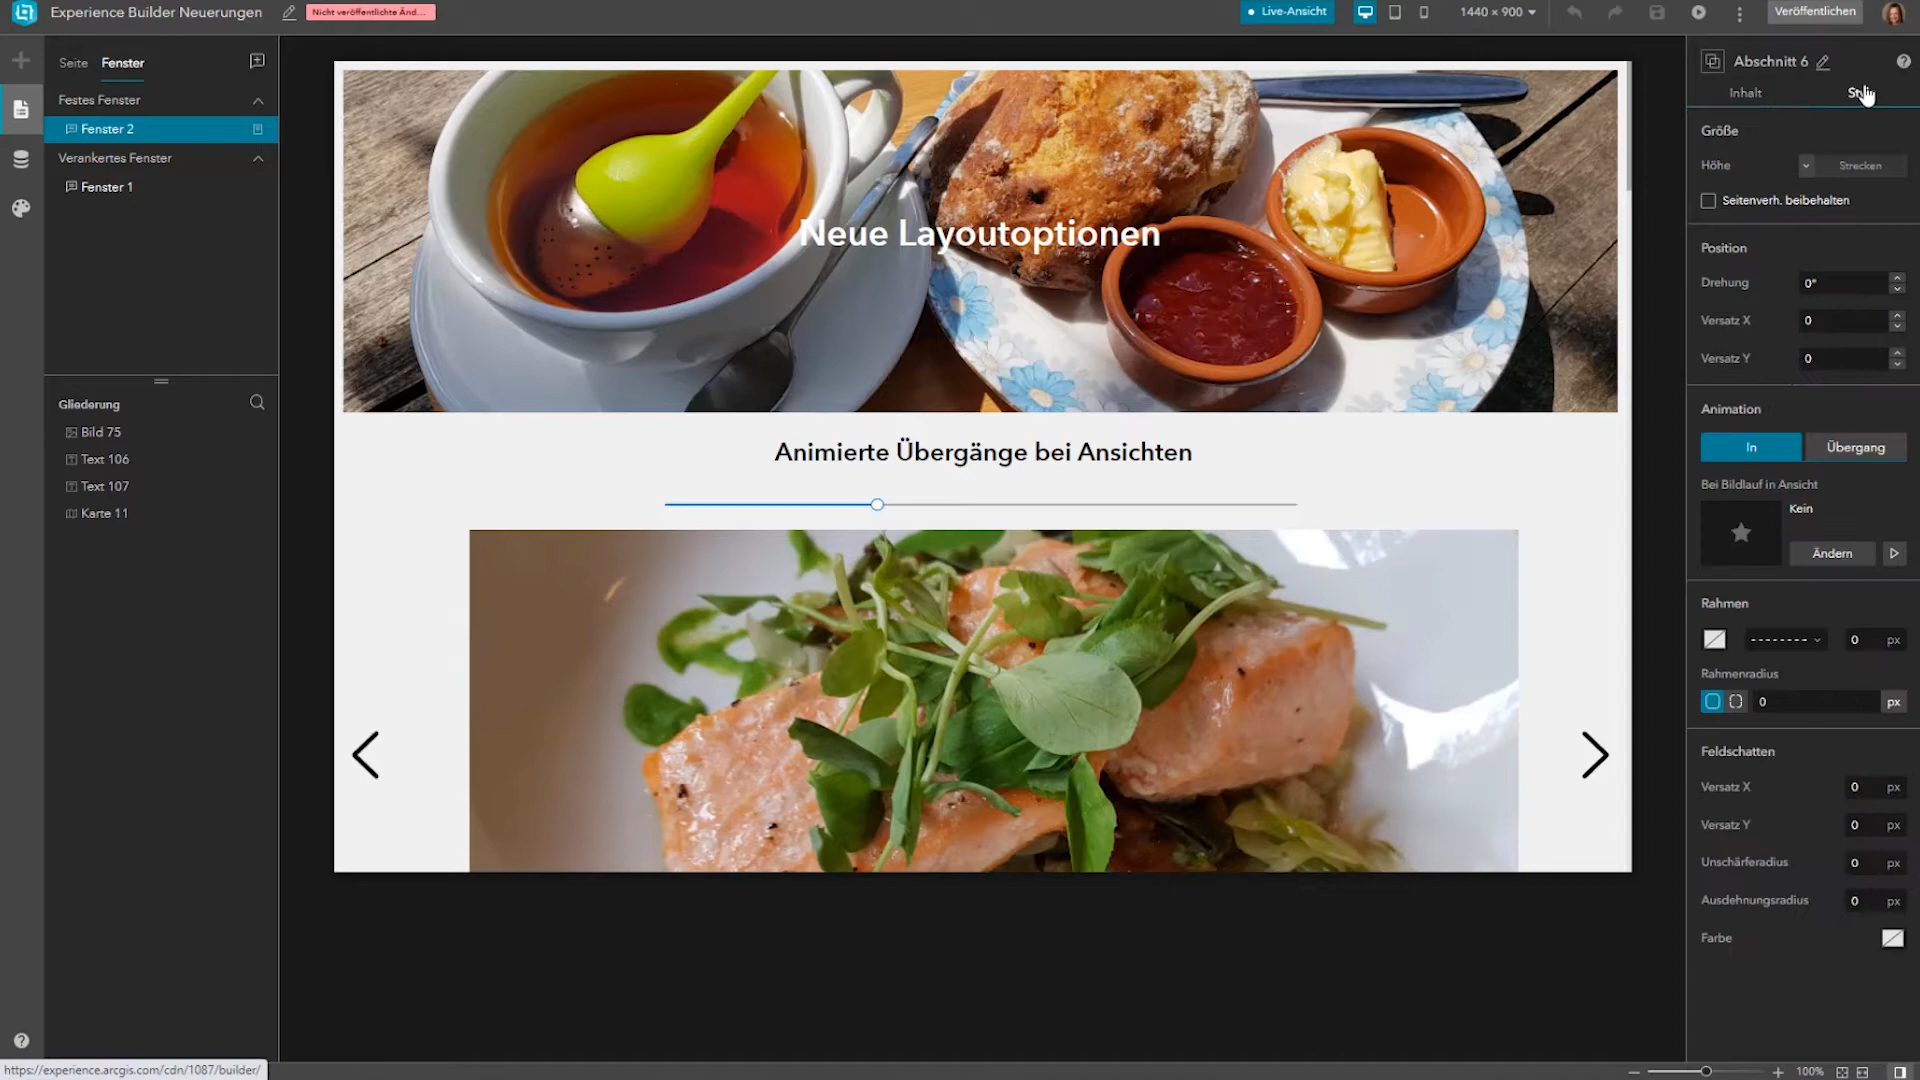 Experience Builder Neuerungen
Nicht veröffentlichte Änd...
Live-Ansicht
1440 × 900
Veröffentlichen
Seite
Fenster
Festes Fenster
Fenster 2
Verankertes Fenster
Fenster 1
Gliederung
Bild 75
Text 106
Text 107
Karte 11
Neue Layoutoptionen
Animierte Übergänge bei Ansichten
Abschnitt 6
Inhalt
Größe
Höhe
Strecken
Seitenverh. beibehalten
Position
Drehung
0°
Versatz X
0
Versatz Y
0
Animation
In
Übergang
Bei Bildlauf in Ansicht
Kein
Ändern
Rahmen
0 px
Rahmenradius
0 px
Feldschatten
Versatz X
0 px
Versatz Y
0 px
Unschärferadius
0 px
Ausdehnungsradius
0 px
Farbe
https://experience.arcgis.com/cdn/1087/builder/
100%